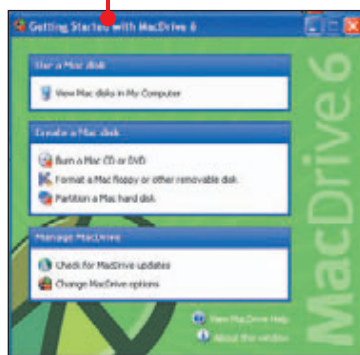 Getting Started with MacDrive 6
Use a Mac disk
View Mac disks in My Computer
Create a Mac disk
Burn a Mac CD or DVD
Format a Mac floppy or other removable disk
Partition a Mac hard disk
Manage MacDrive
Check for MacDrive updates
Change MacDrive options
View MacDrive Help
About this window
MacDrive 6